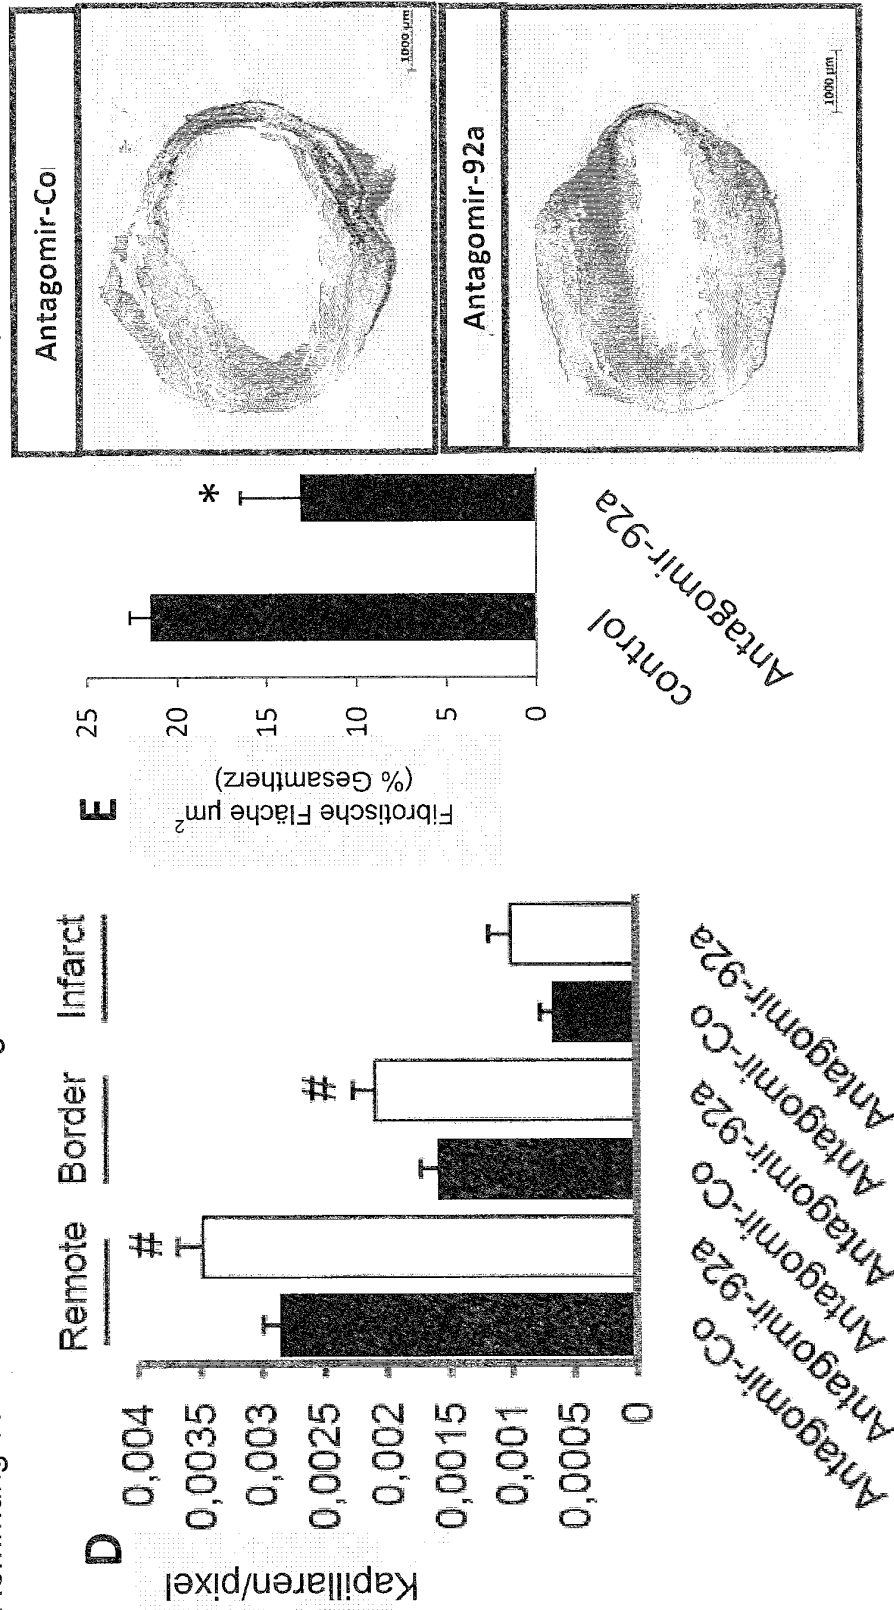 D
Kapillaren/pixel
0,004
0,0035
0,003
0,0025
0,002
0,0015
0,001
0,0005
0
Remote
Border
Infarct
#
#
Antagomir-Co
Antagomir-92a
Antagomir-Co
Antagomir-92a
Antagomir-Co
Antagomir-92a
E
Fibrotische Fläche µm²
(% Gesamtherz)
25
20
15
10
5
0
*
control
Antagomir-92a
Antagomir-Co
1000 µm
Antagomir-92a
1000 µm